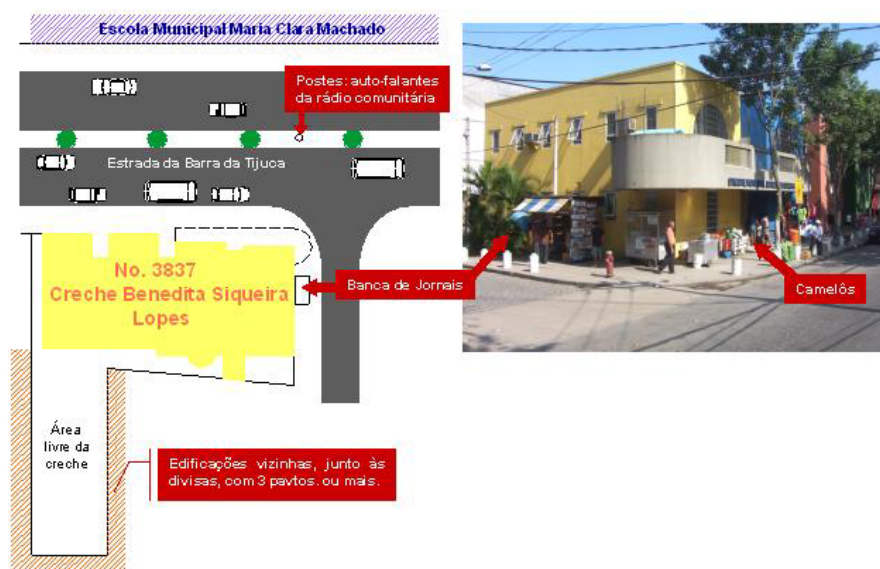 Escola Municipal Maria Clara Machado
Postes: auto-falantes
da rádio comunitária
Estrada da Barra da Tijuca
No. 3837
Creche Benedita Siqueira
Lopes
Banca de Jornais
Camelôs
Área
livre da
creche
Edificações vizinhas, junto às
divisas, com 3 pavtos. ou mais.